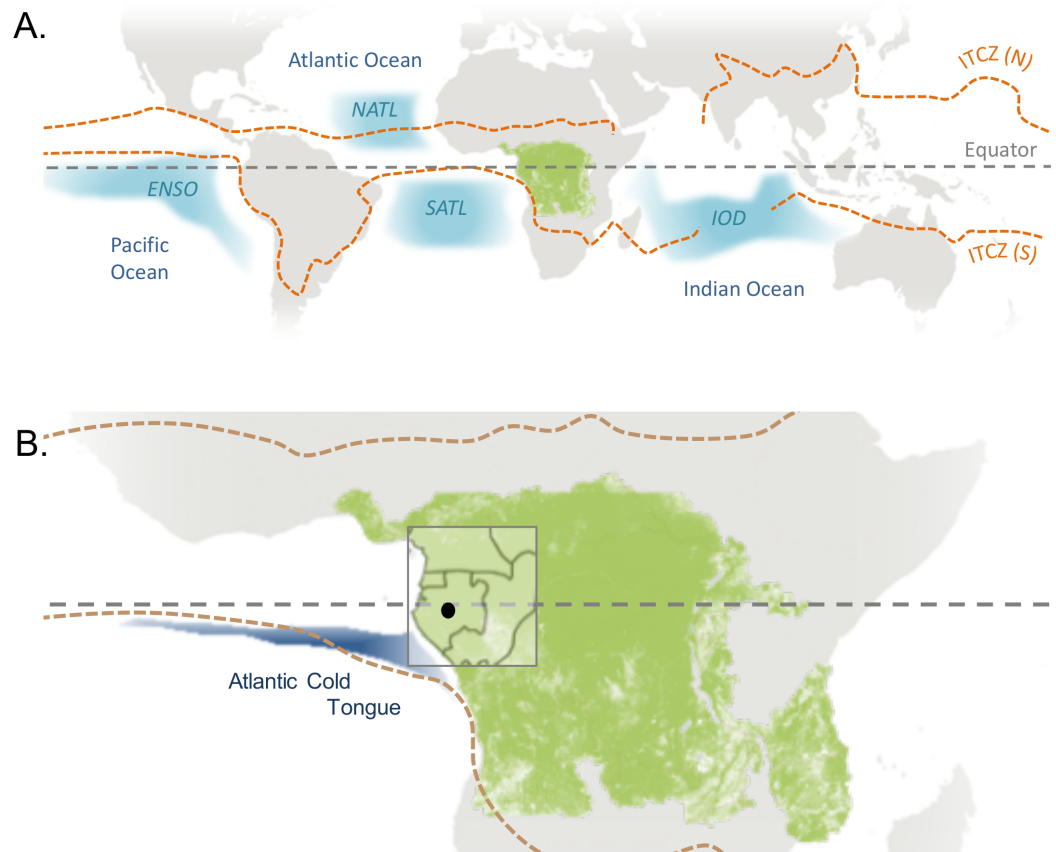 A.
Atlantic Ocean
ITCZ (N)
NATL
Equator
ENSO
SATL
IOD
Pacific
Ocean
ITCZ (S)
Indian Ocean
B.
Atlantic Cold
Tongue